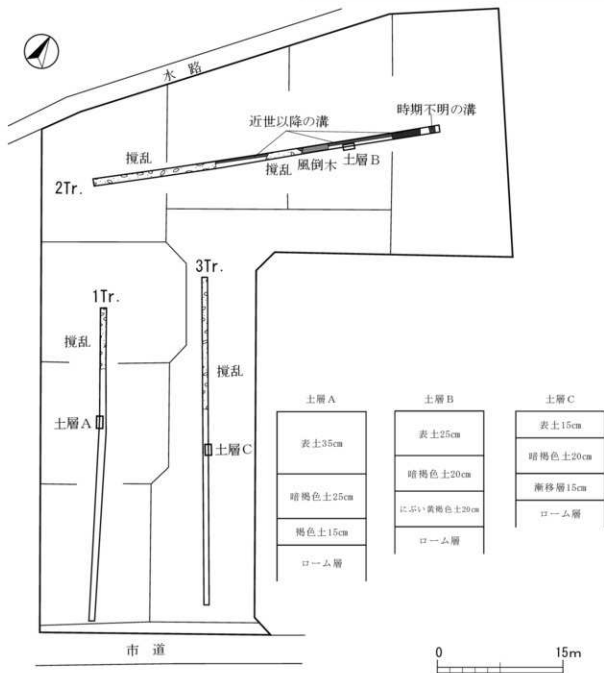 水路
近世以降の溝
時期不明の溝
攪乱
攪乱
風倒木
土層B
2Tr.
3Tr.
1Tr.
攪乱
攪乱
土層A
土層C
土層A
表土35cm
暗褐色土25cm
褐色土15cm
ローム層
土層B
表土25cm
暗褐色土20cm
にぶい黄褐色土20cm
ローム層
土層C
表土15cm
暗褐色土20cm
漸移層15cm
ローム層
市道
0
15m